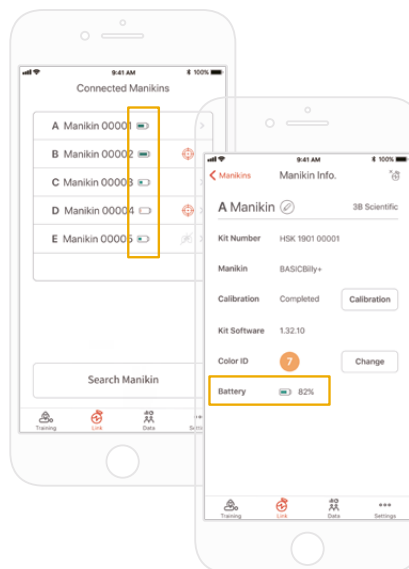 9:41 AM
100%
Connected Manikins
A Manikin 00001
B Manikin 00002
C Manikin 00003
D Manikin 00004
E Manikin 00005
Search Manikin
Training
Link
Data
9:41 AM
100%
Manikins
Manikin Info.
A Manikin
3B Scientific
Kit Number HSK 1901 00001
Manikin BASICBilly+
Calibration Completed Calibration
Kit Software 1.32.10
Color ID 7 Change
Battery 82%
Training
Link
Data
Settings